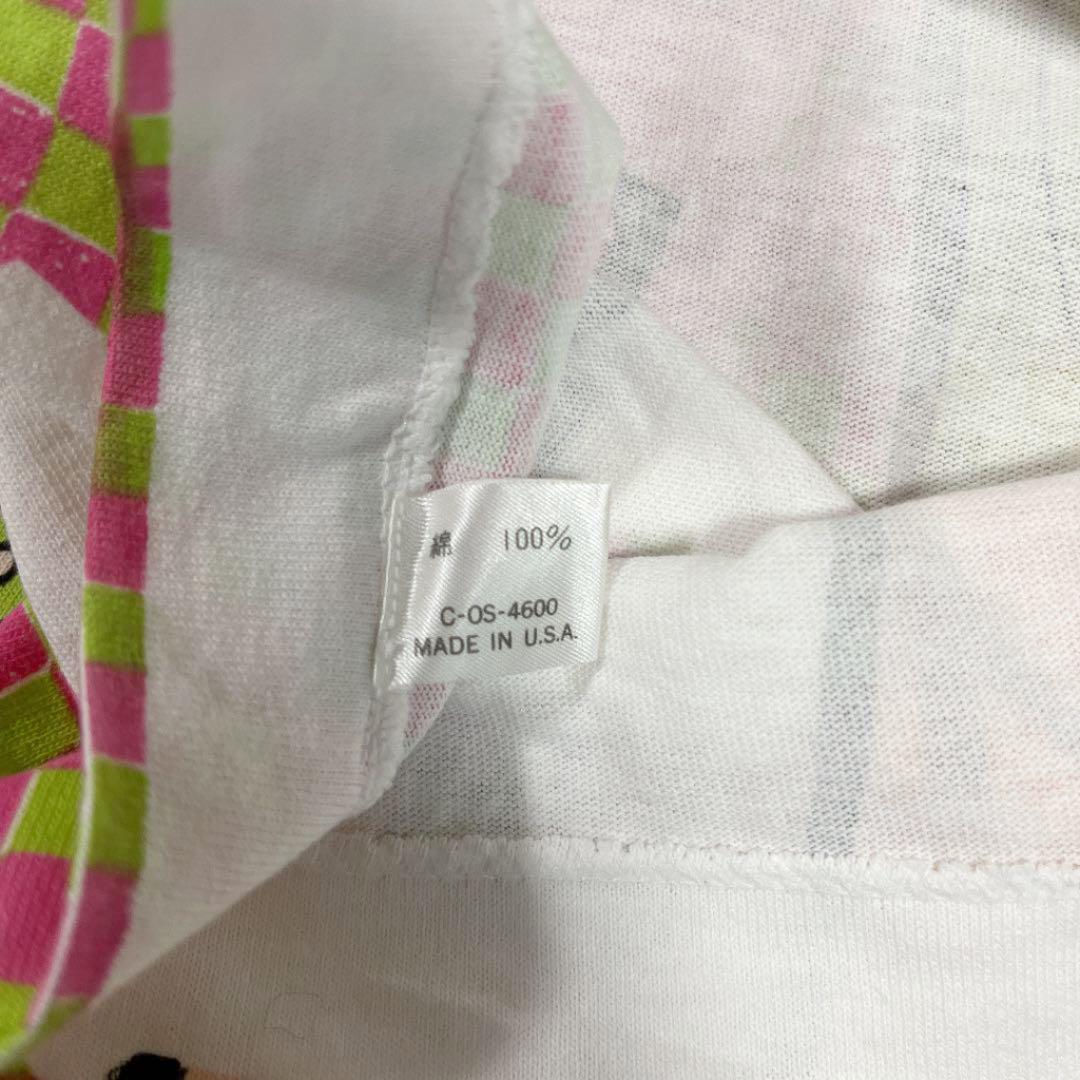 綿 100%
C-OS-4600
MADE IN U.S.A.